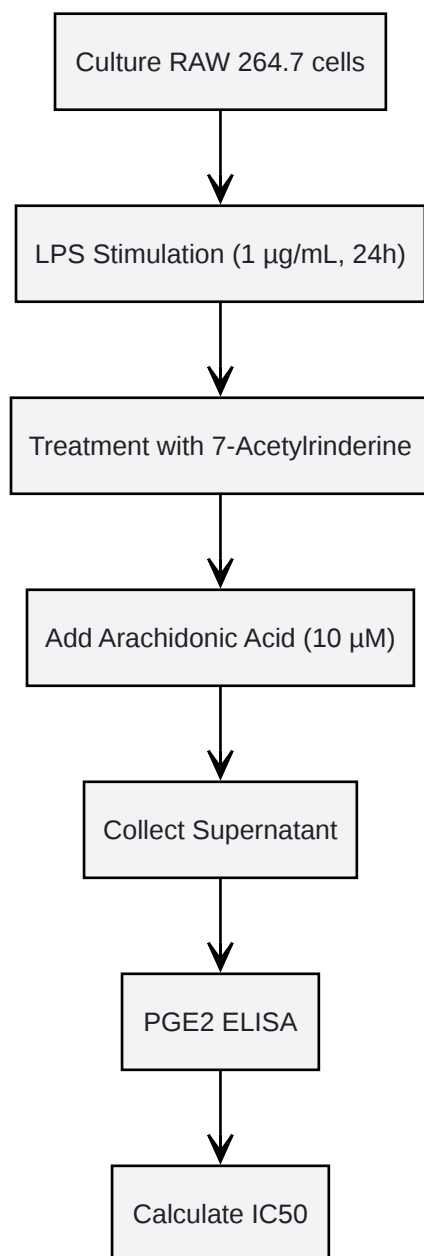 Culture RAW 264.7 cells
LPS Stimulation (1 µg/mL, 24h)
Treatment with 7-Acetylrinderine
Add Arachidonic Acid (10 µM)
Collect Supernatant
PGE2 ELISA
Calculate IC50